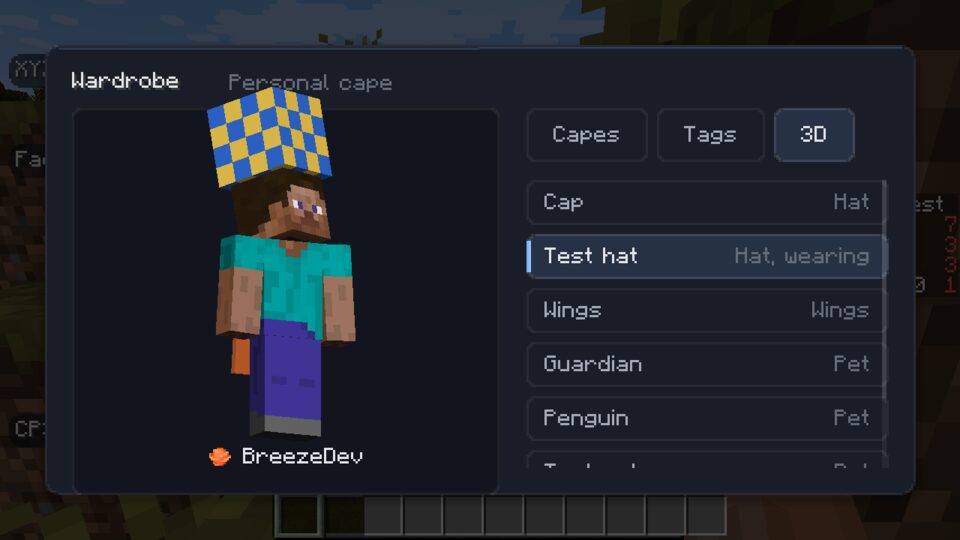 Wardrobe
Personal cape
Capes
Tags
3D
Cap
Hat
Test hat
Hat, wearing
Wings
Wings
Guardian
Pet
Penguin
Pet
BreezeDev